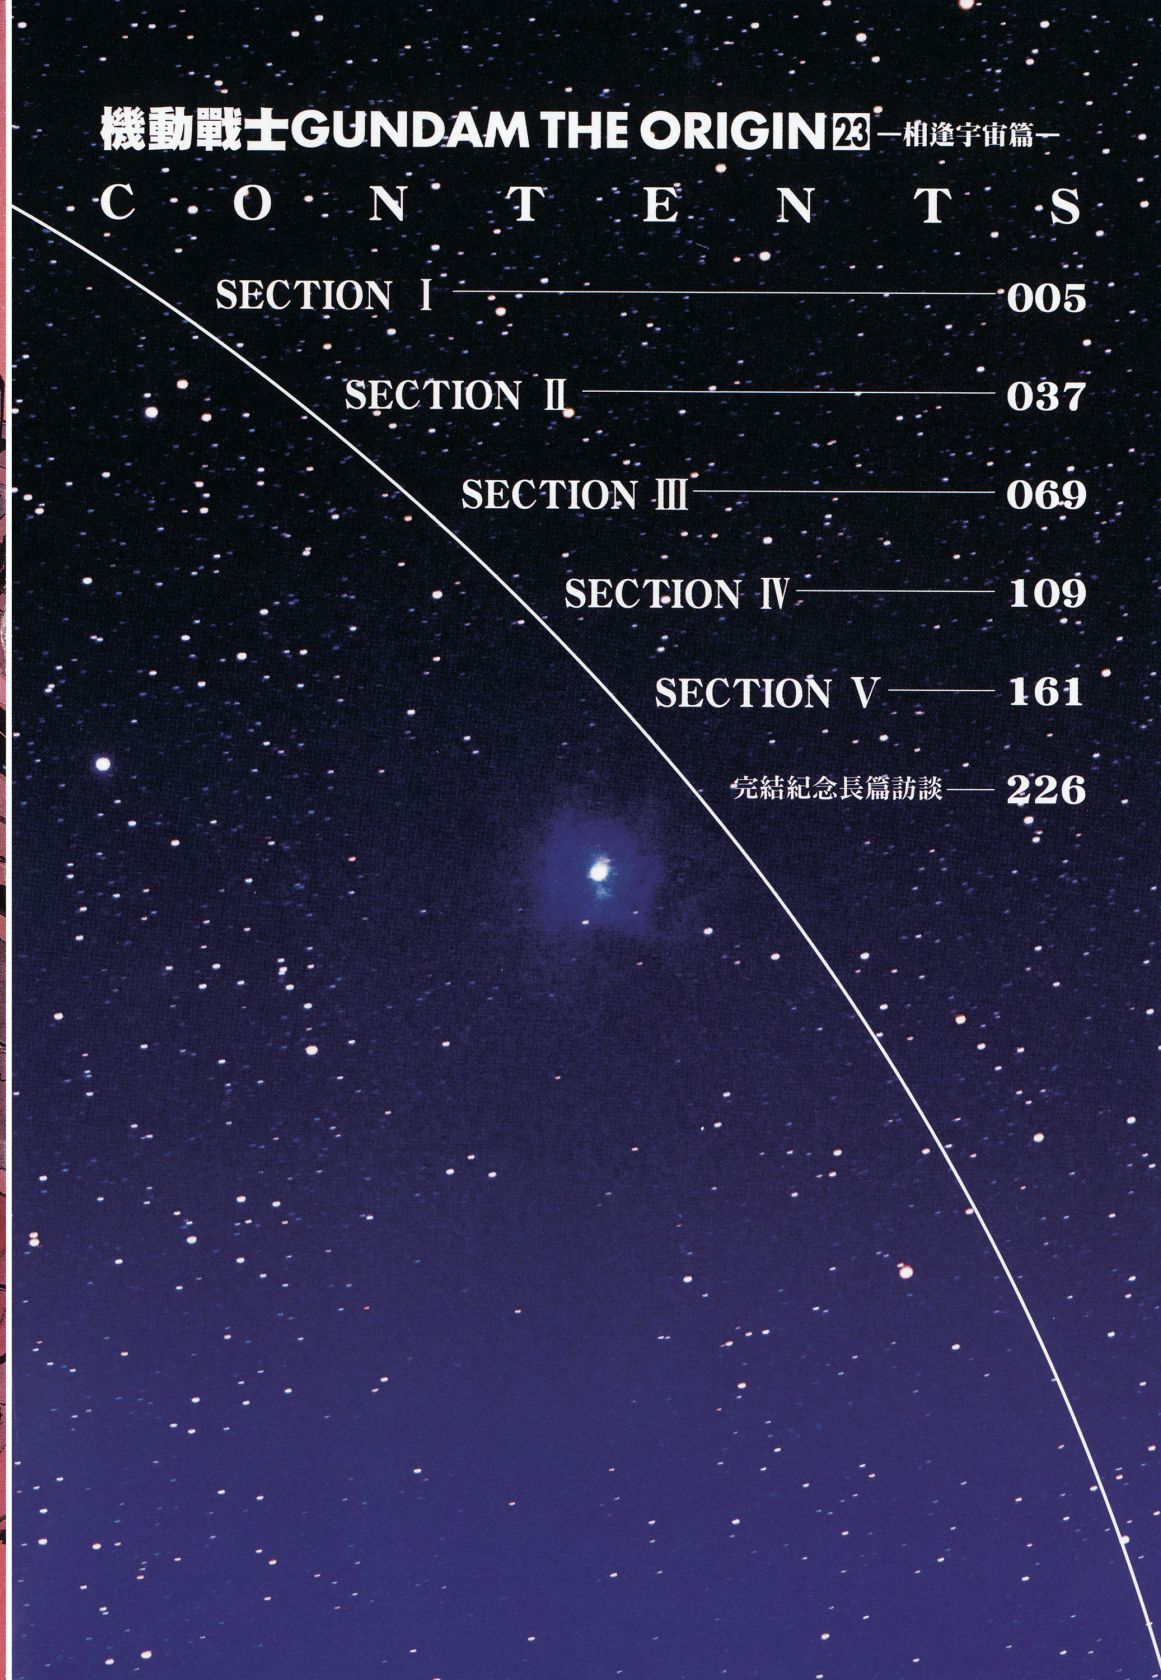 機動戰士GUNDAM THE ORIGIN 23 —相逢宇宙篇—
CONTENTS
SECTION Ⅰ 005
SECTION Ⅱ 037
SECTION Ⅲ 069
SECTION Ⅳ 109
SECTION Ⅴ 161
完結紀念長篇訪談 226